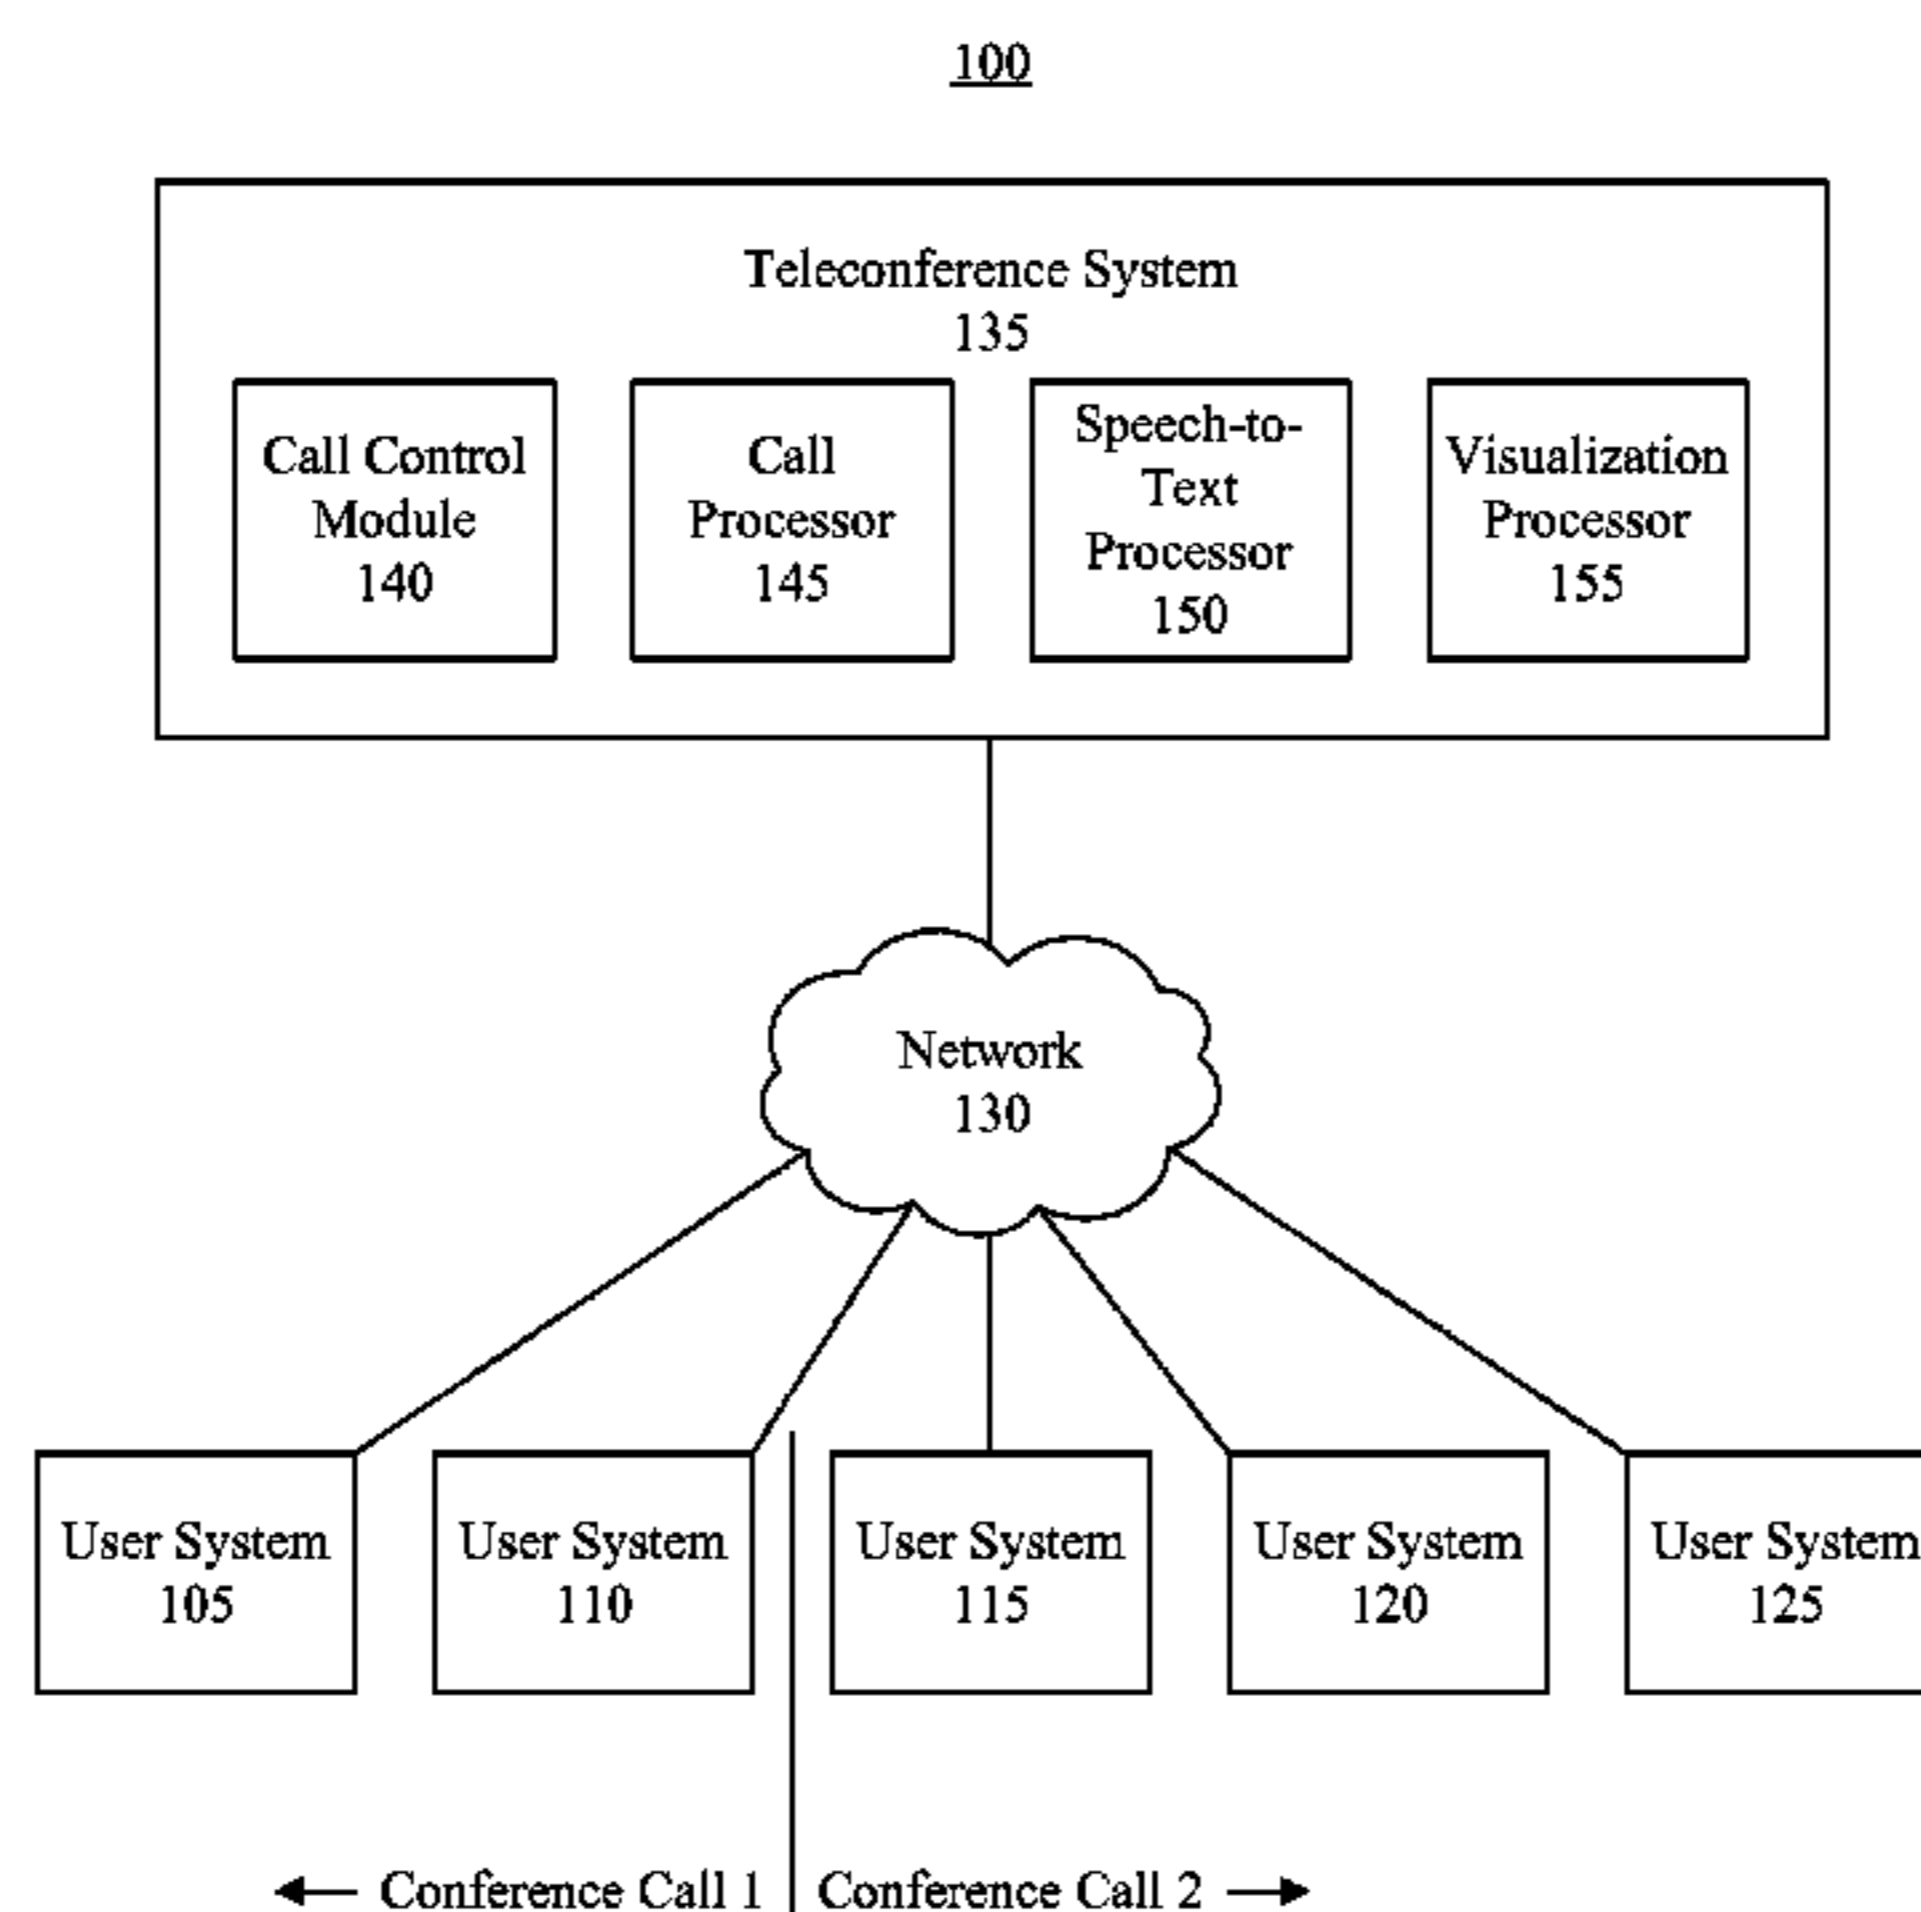 100
Teleconference System
135
Call Control
Module
140
Call
Processor
145
Speech-to-
Text
Processor
150
Visualization
Processor
155
Network
130
User System
105
User System
110
User System
115
User System
120
User System
125
Conference Call 1
Conference Call 2